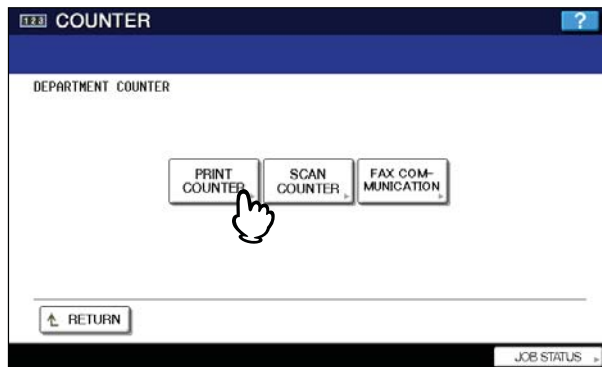 123 COUNTER
?
DEPARTMENT COUNTER
PRINT
COUNTER
SCAN
COUNTER
FAX COM-
MUNICATION
RETURN
JOB STATUS